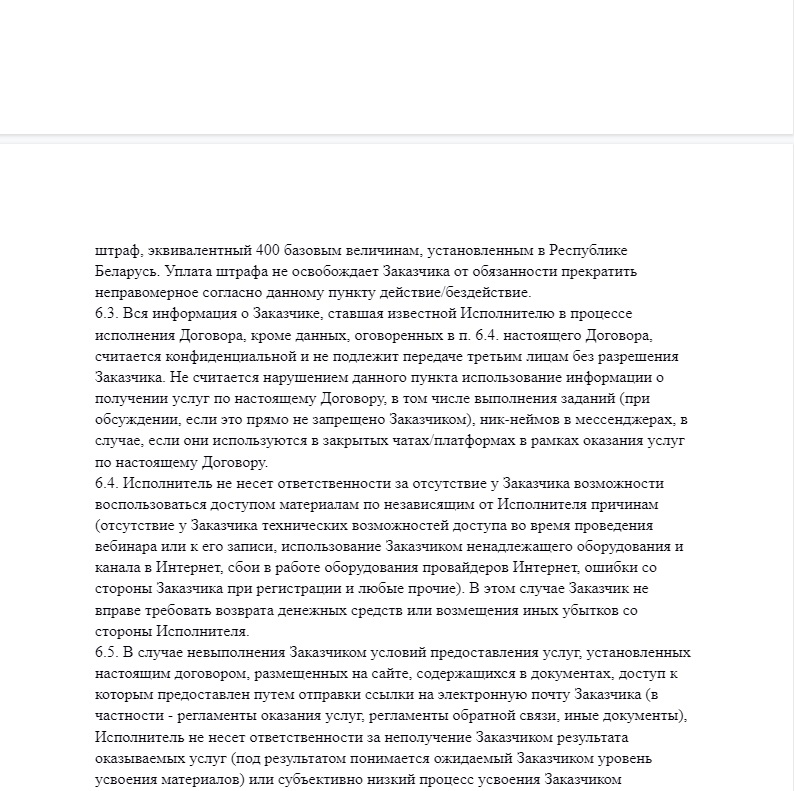 штраф, эквивалентный 400 базовым величинам, установленным в Республике
Беларусь. Уплата штрафа не освобождает Заказчика от обязанности прекратить
неправомерное согласно данному пункту действие/бездействие.
6.3. Вся информация о Заказчике, ставшая известной Исполнителю в процессе
исполнения Договора, кроме данных, оговоренных в п. 6.4. настоящего Договора,
считается конфиденциальной и не подлежит передаче третьим лицам без разрешения
Заказчика. Не считается нарушением данного пункта использование информации о
получении услуг по настоящему Договору, в том числе выполнения заданий (при
обсуждении, если это прямо не запрещено Заказчиком), ник-неймов в мессенджерах, в
случае, если они используются в закрытых чатах/платформах в рамках оказания услуг
по настоящему Договору.
6.4. Исполнитель не несет ответственности за отсутствие у Заказчика возможности
воспользоваться доступом материалам по независящим от Исполнителя причинам
(отсутствие у Заказчика технических возможностей доступа во время проведения
вебинара или к его записи, использование Заказчиком ненадлежащего оборудования и
канала в Интернет, сбои в работе оборудования провайдеров Интернет, ошибки со
стороны Заказчика при регистрации и любые прочие). В этом случае Заказчик не
вправе требовать возврата денежных средств или возмещения иных убытков со
стороны Исполнителя.
6.5. В случае невыполнения Заказчиком условий предоставления услуг, установленных
настоящим договором, размещенных на сайте, содержащихся в документах, доступ к
которым предоставлен путем отправки ссылки на электронную почту Заказчика (в
частности - регламенты оказания услуг, регламенты обратной связи, иные документы),
Исполнитель не несет ответственности за неполучение Заказчиком результата
оказываемых услуг (под результатом понимается ожидаемый Заказчиком уровень
усвоения материалов) или субъективно низкий процесс усвоения Заказчиком